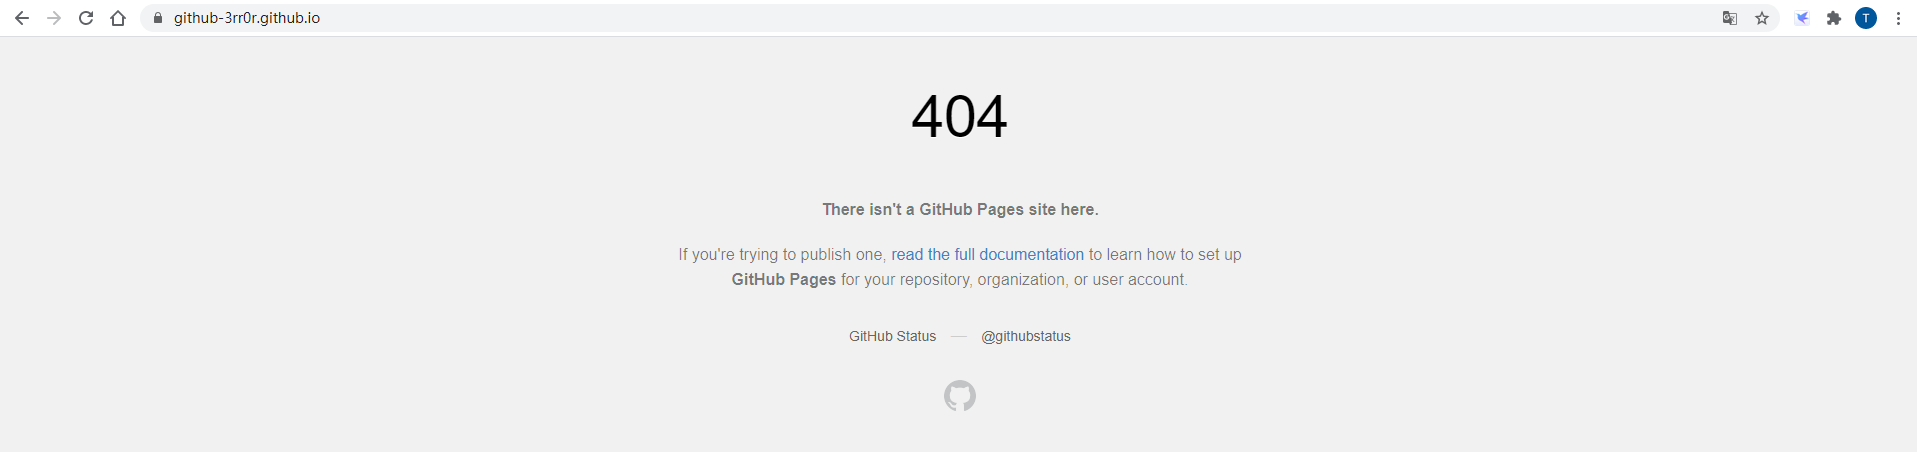 github-3rr0r.github.io
T
404
There isn't a GitHub Pages site here.
If you're trying to publish one, read the full documentation to learn how to set up
GitHub Pages for your repository, organization, or user account.
GitHub Status — @githubstatus